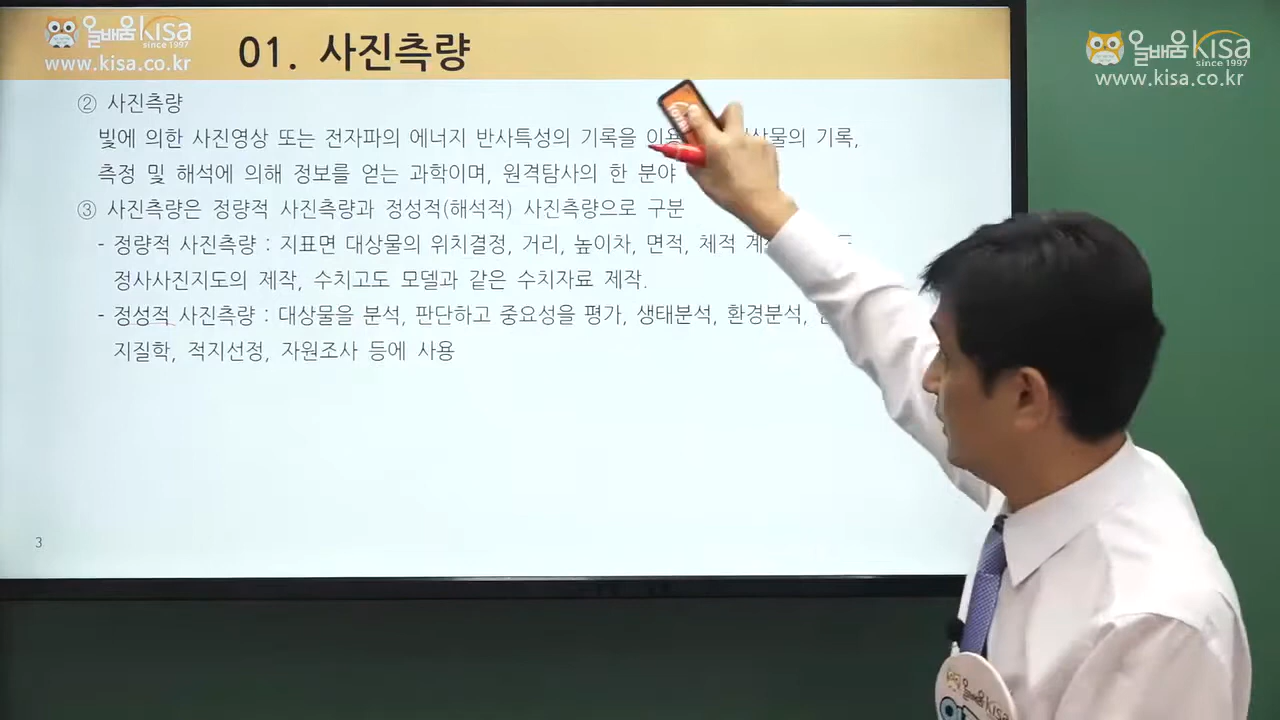 올배움kisa
since 1997
www.kisa.co.kr
01. 사진측량
올배움kisa
since 1997
www.kisa.co.kr
② 사진측량
빛에 의한 사진영상 또는 전자파의 에너지 반사특성의 기록을 물의 기록,
측정 및 해석에 의해 정보를 얻는 과학이며, 원격탐사의 한 분야
③ 사진측량은 정량적 사진측량과 정성적(해석적) 사진측량으로 구분
- 정량적 사진측량 : 지표면 대상물의 위치결정, 거리, 높이차, 면적, 체적
정사사진지도의 제작, 수치고도 모델과 같은 수치자료 제작.
- 정성적 사진측량 : 대상물을 분석, 판단하고 중요성을 평가, 생태분석, 환경분석,
지질학, 적지선정, 자원조사 등에 사용
3
올배움kisa